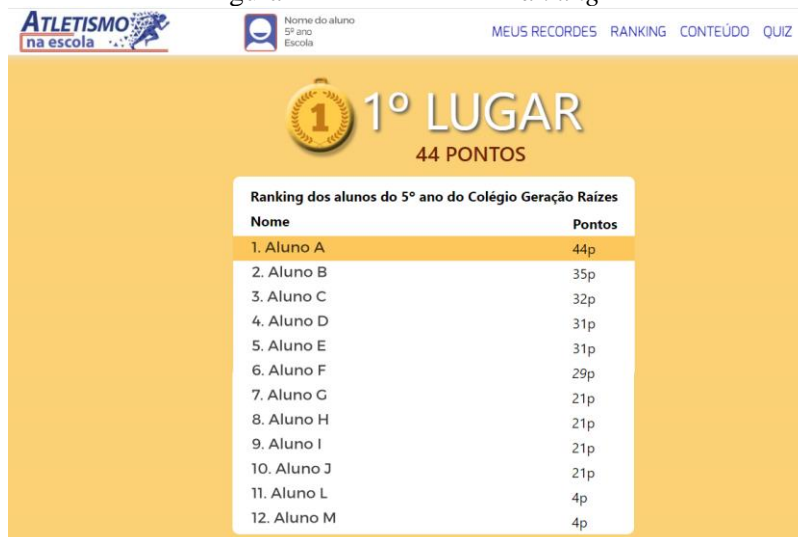 ATLETISMO
na escola
Nome do aluno
5º ano
Escola
MEUS RECORDES RANKING CONTEÚDO QUIZ
1
1º LUGAR
44 PONTOS
Ranking dos alunos do 5º ano do Colégio Geração Raízes
Nome Pontos
1. Aluno A 44p
2. Aluno B 35p
3. Aluno C 32p
4. Aluno D 31p
5. Aluno E 31p
6. Aluno F 29p
7. Aluno G 21p
8. Aluno H 21p
9. Aluno I 21p
10. Aluno J 21p
11. Aluno L 4p
12. Aluno M 4p